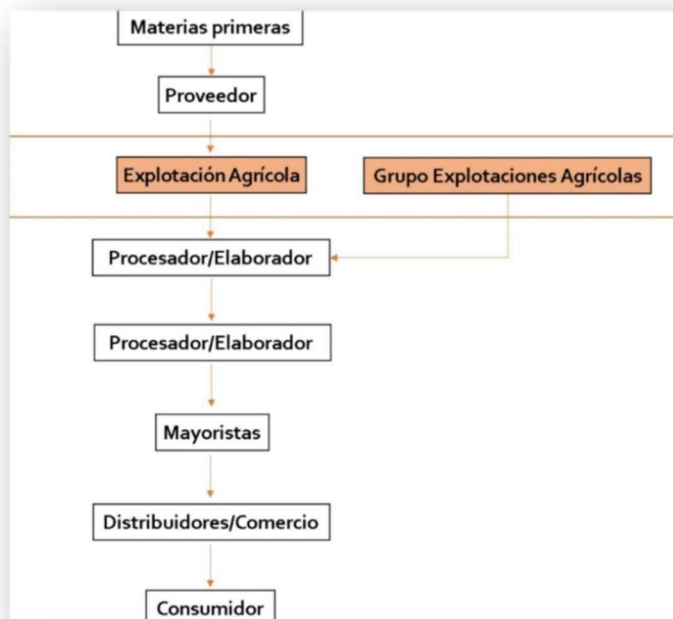 Materias primeras
Proveedor
Explotación Agrícola
Grupo Explotaciones Agrícolas
Procesador/Elaborador
Procesador/Elaborador
Mayoristas
Distribuidores/Comercio
Consumidor